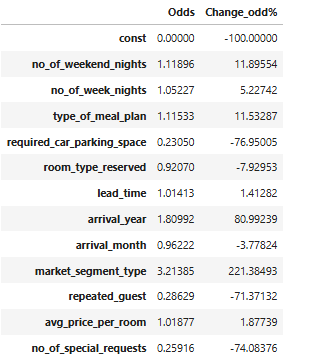 Odds Change_odd%
const 0.00000 -100.00000
no_of_weekend_nights 1.11896 11.89554
no_of_week_nights 1.05227 5.22742
type_of_meal_plan 1.11533 11.53287
required_car_parking_space 0.23050 -76.95005
room_type_reserved 0.92070 -7.92953
lead_time 1.01413 1.41282
arrival_year 1.80992 80.99239
arrival_month 0.96222 -3.77824
market_segment_type 3.21385 221.38493
repeated_guest 0.28629 -71.37132
avg_price_per_room 1.01877 1.87739
no_of_special_requests 0.25916 -74.08376